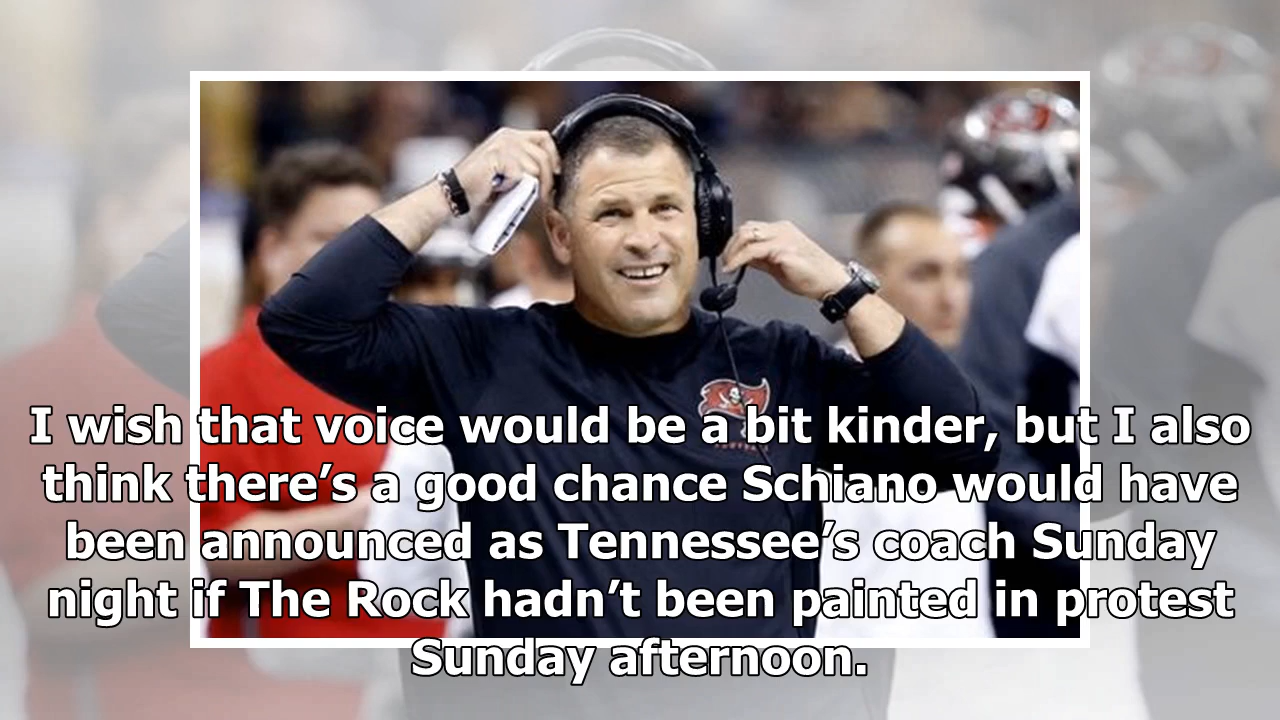 I wish that voice would be a bit kinder, but I also
think there’s a good chance Schiano would have
been announced as Tennessee’s coach Sunday
night if The Rock hadn’t been painted in protest
Sunday afternoon.